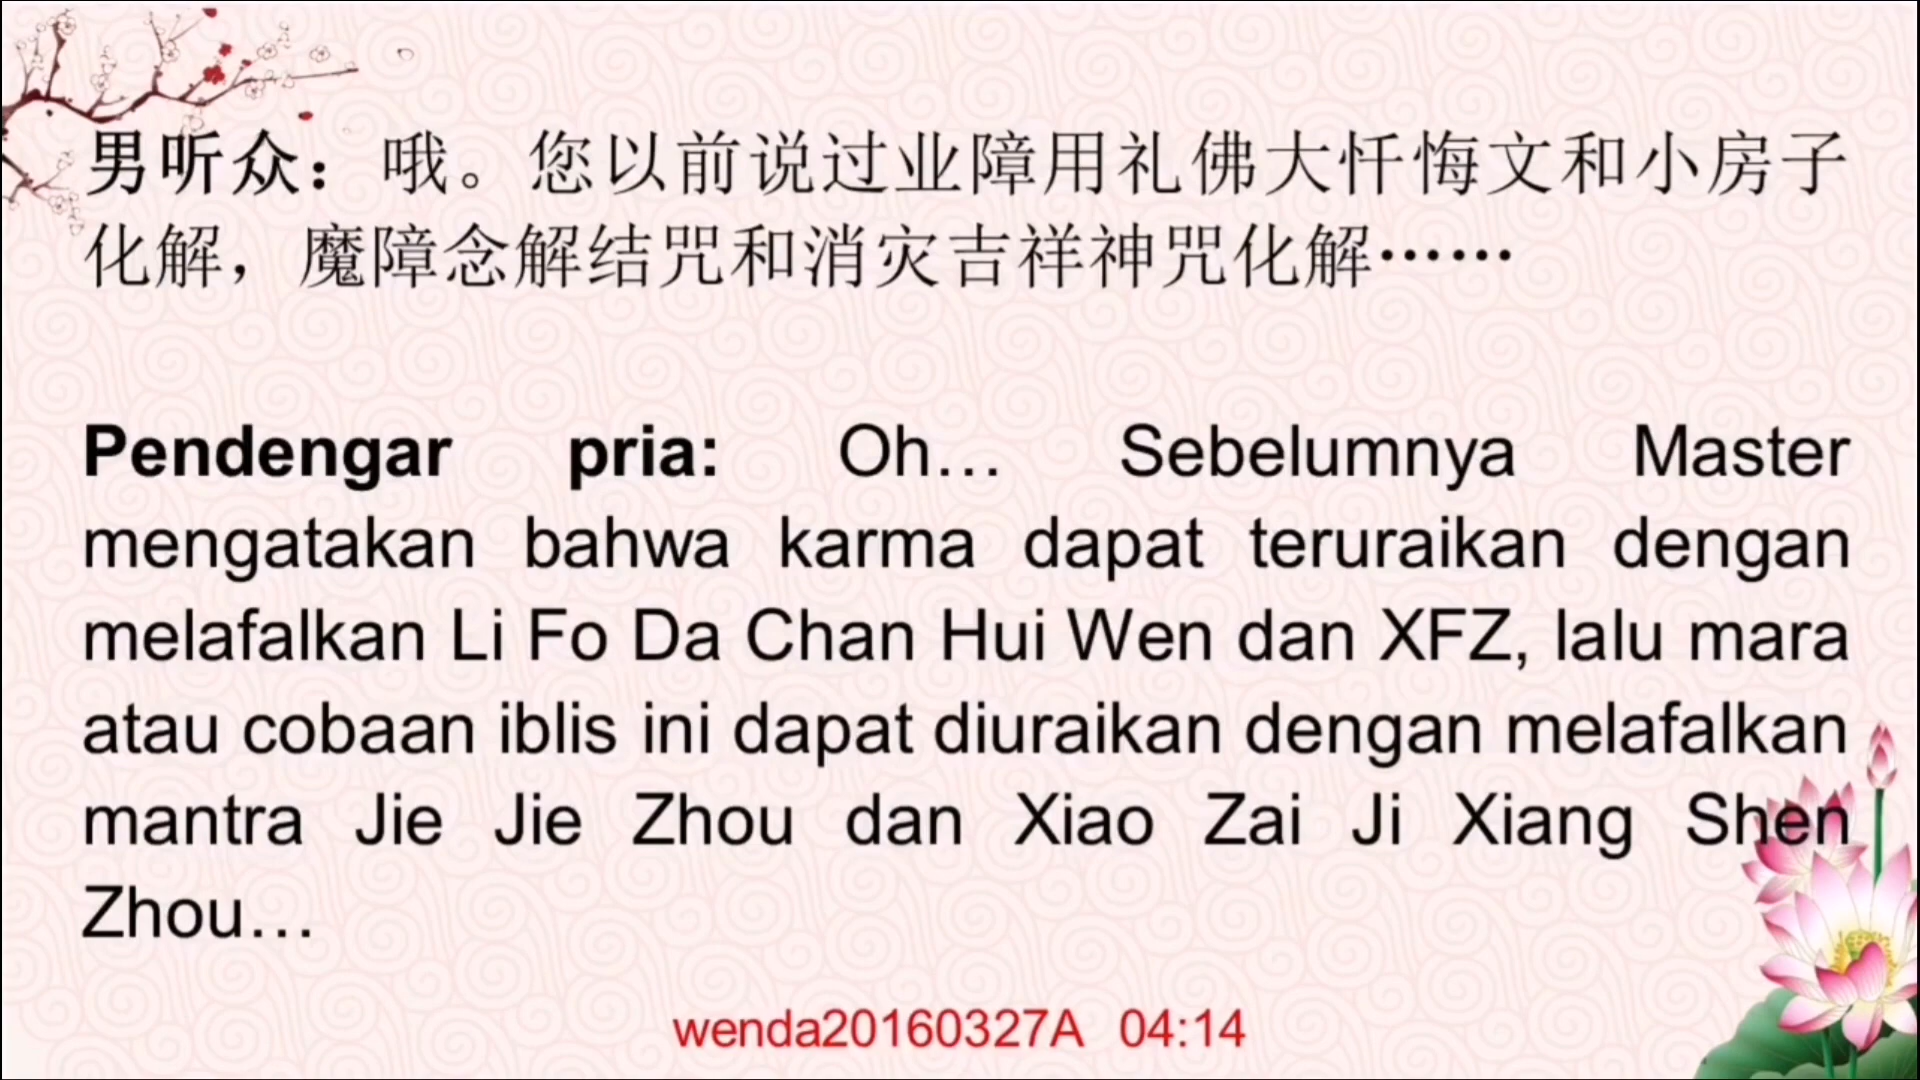 男听众：哦。您以前说过业障用礼佛大忏悔文和小房子
化解，魔障念解结咒和消灾吉祥神咒化解……
Pendengar pria: Oh… Sebelumnya Master
mengatakan bahwa karma dapat teruraikan dengan
melafalkan Li Fo Da Chan Hui Wen dan XFZ, lalu mara
atau cobaan iblis ini dapat diuraikan dengan melafalkan
mantra Jie Jie Zhou dan Xiao Zai Ji Xiang Shen
Zhou…
wenda20160327A 04:14